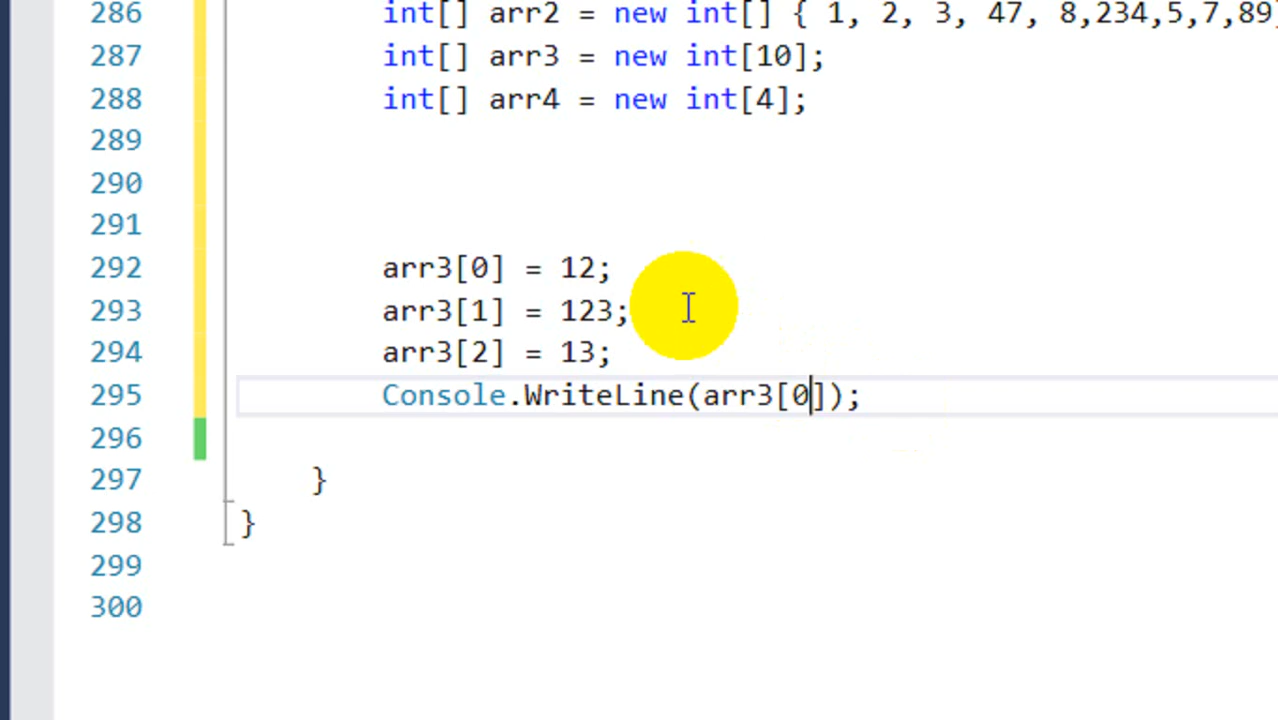 286 int[] arr2 = new int[] { 1, 2, 3, 47, 8,234,5,7,89
287 int[] arr3 = new int[10];
288 int[] arr4 = new int[4];
289
290
291
292 arr3[0] = 12;
293 arr3[1] = 123;
294 arr3[2] = 13;
295 Console.WriteLine(arr3[0]);
296
297 }
298 }
299
300